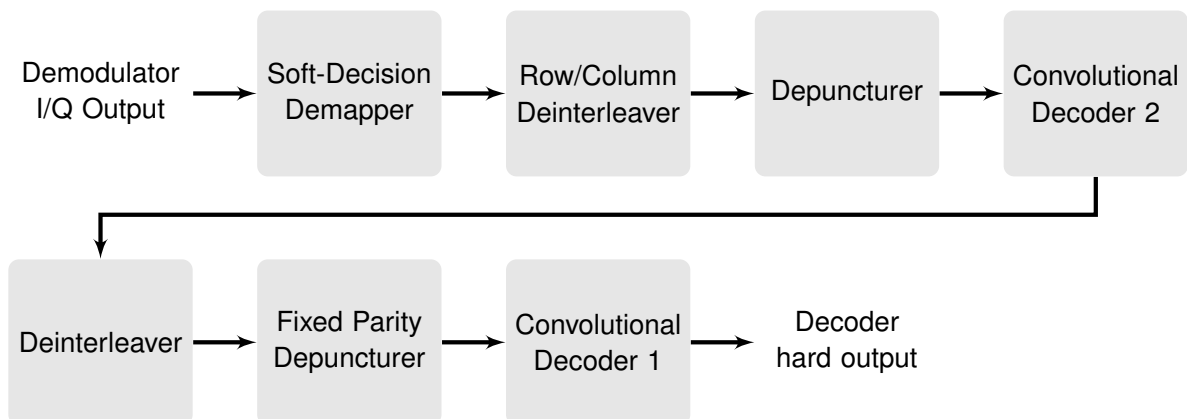 Demodulator
I/Q Output
Soft-Decision
Demapper
Row/Column
Deinterleaver
Depuncturer
Convolutional
Decoder 2
Deinterleaver
Fixed Parity
Depuncturer
Convolutional
Decoder 1
Decoder
hard output